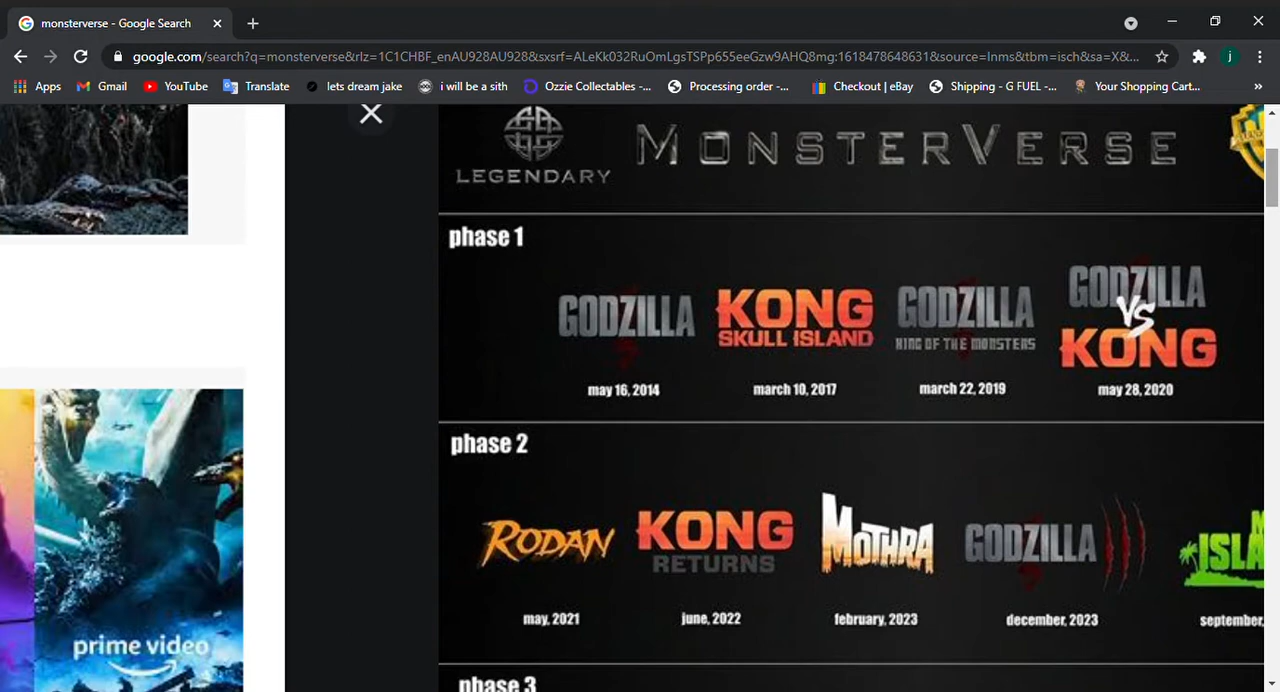 monsterverse - Google Search
google.com/search?q=monsterverse&rlz=1C1CHBF_enAU928AU928&sxsrf=ALeKk032RuOmLgsTSPp655eeGzw9AHQ8mg:1618478648631&source=lnms&tbm=isch&sa=X&...
j
Apps Gmail YouTube Translate lets dream jake i will be a sith Ozzie Collectables -... Processing order -... Checkout | eBay Shipping - G FUEL -... Your Shopping Cart...
LEGENDARY MONSTERVERSE
phase 1
GODZILLA
may 16, 2014
KONG
SKULL ISLAND
march 10, 2017
GODZILLA
KING OF THE MONSTERS
march 22, 2019
GODZILLA
VS
KONG
may 28, 2020
phase 2
RODAN
may, 2021
KONG
RETURNS
june, 2022
MOTHRA
february, 2023
GODZILLA
december, 2023
september,
phase 3
prime video